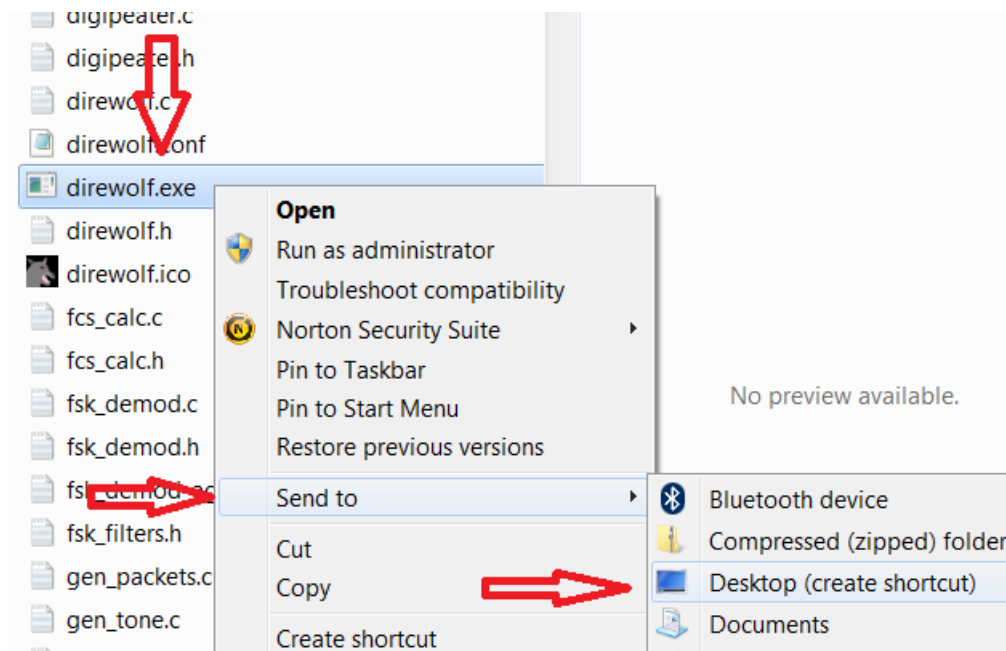 digipeater.c
digipeater.h
direwolf.c
direwolf.conf
direwolf.exe
direwolf.h
direwolf.ico
fcs_calc.c
fcs_calc.h
fsk_demod.c
fsk_demod.h
fsk_filters.h
gen_packets.c
gen_tone.c
Open
Run as administrator
Troubleshoot compatibility
Norton Security Suite
Pin to Taskbar
Pin to Start Menu
Restore previous versions
Send to
Cut
Copy
Create shortcut
Bluetooth device
Compressed (zipped) folder
Desktop (create shortcut)
Documents
No preview available.